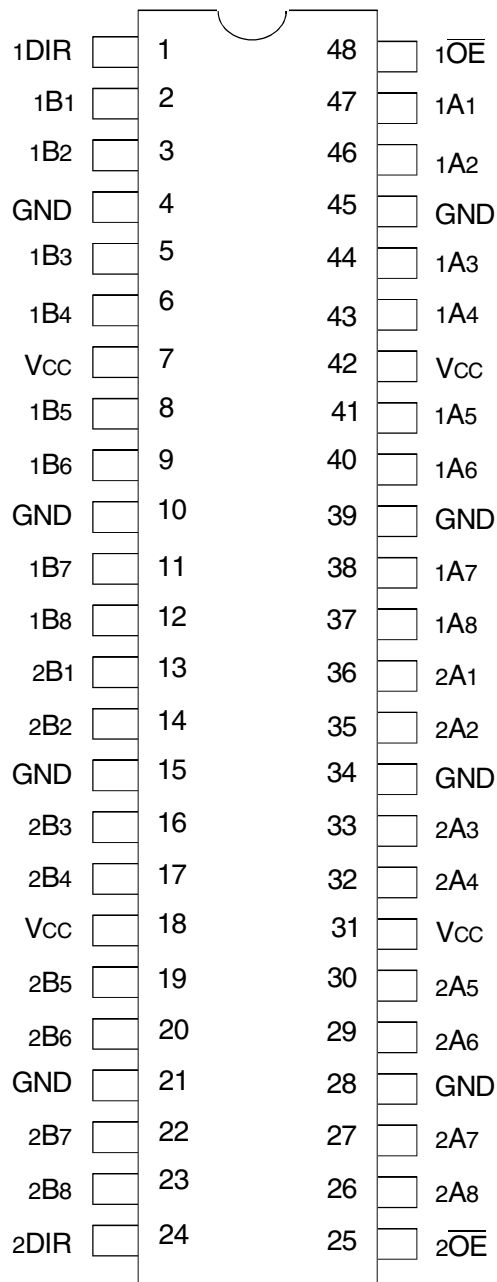 1DIR 1 48 1O̅E̅
1B1 2 47 1A1
1B2 3 46 1A2
GND 4 45 GND
1B3 5 44 1A3
1B4 6 43 1A4
VCC 7 42 VCC
1B5 8 41 1A5
1B6 9 40 1A6
GND 10 39 GND
1B7 11 38 1A7
1B8 12 37 1A8
2B1 13 36 2A1
2B2 14 35 2A2
GND 15 34 GND
2B3 16 33 2A3
2B4 17 32 2A4
VCC 18 31 VCC
2B5 19 30 2A5
2B6 20 29 2A6
GND 21 28 GND
2B7 22 27 2A7
2B8 23 26 2A8
2DIR 24 25 2O̅E̅